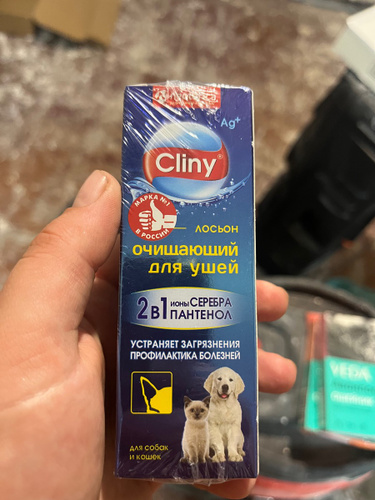 Ag+
Cliny®
МАРКА №1
В РОССИИ
ЛОСЬОН
ОЧИЩАЮЩИЙ
ДЛЯ УШЕЙ
2в1 ионы СЕРЕБРА
ПАНТЕНОЛ
УСТРАНЯЕТ ЗАГРЯЗНЕНИЯ
ПРОФИЛАКТИКА БОЛЕЗНЕЙ
для собак
и кошек
VEDA